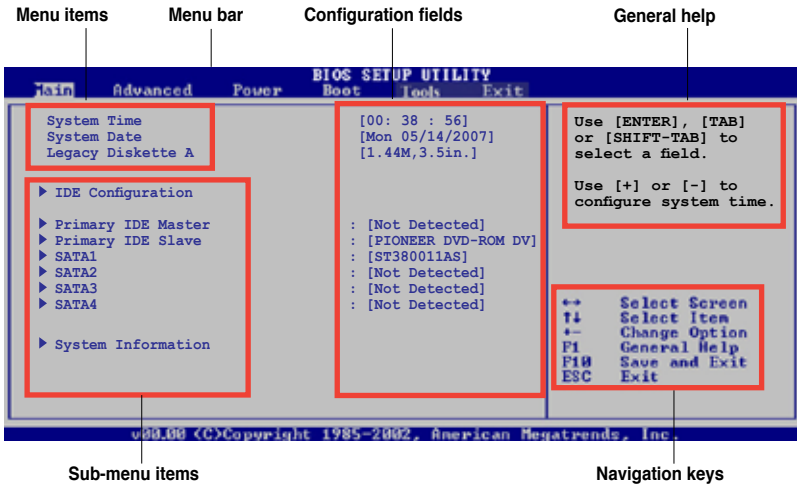 Menu items Menu bar Configuration fields General help
BIOS SETUP UTILITY
Main Advanced Power Boot Tools Exit
System Time [00: 38 : 56]
System Date [Mon 05/14/2007]
Legacy Diskette A [1.44M,3.5in.]
IDE Configuration
Primary IDE Master : [Not Detected]
Primary IDE Slave : [PIONEER DVD-ROM DV]
SATA1 : [ST380011AS]
SATA2 : [Not Detected]
SATA3 : [Not Detected]
SATA4 : [Not Detected]
System Information
Use [ENTER], [TAB]
or [SHIFT-TAB] to
select a field.
Use [+] or [-] to
configure system time.
↔ Select Screen
↑↓ Select Item
+- Change Option
F1 General Help
F10 Save and Exit
ESC Exit
v00.00 (C)Copyright 1985-2002, American Megatrends, Inc.
Sub-menu items Navigation keys